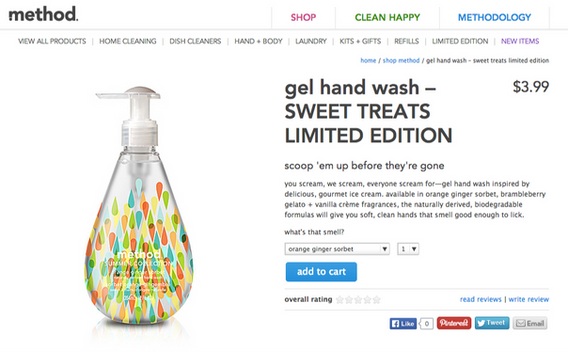 method.
SHOP
CLEAN HAPPY
METHODOLOGY
VIEW ALL PRODUCTS | HOME CLEANING | DISH CLEANERS | HAND + BODY | LAUNDRY | KITS + GIFTS | REFILLS | LIMITED EDITION | NEW ITEMS
home / shop method / gel hand wash – sweet treats limited edition
gel hand wash –
SWEET TREATS
LIMITED EDITION
$3.99
scoop 'em up before they're gone
you scream, we scream, everyone scream for—gel hand wash inspired by
delicious, gourmet ice cream. available in orange ginger sorbet, brambleberry
gelato + vanilla crème fragrances, the naturally derived, biodegradable
formulas will give you soft, clean hands that smell good enough to lick.
what's that smell?
orange ginger sorbet
1
add to cart
overall rating
read reviews | write review
Like
0
Pinterest
Tweet
Email
method